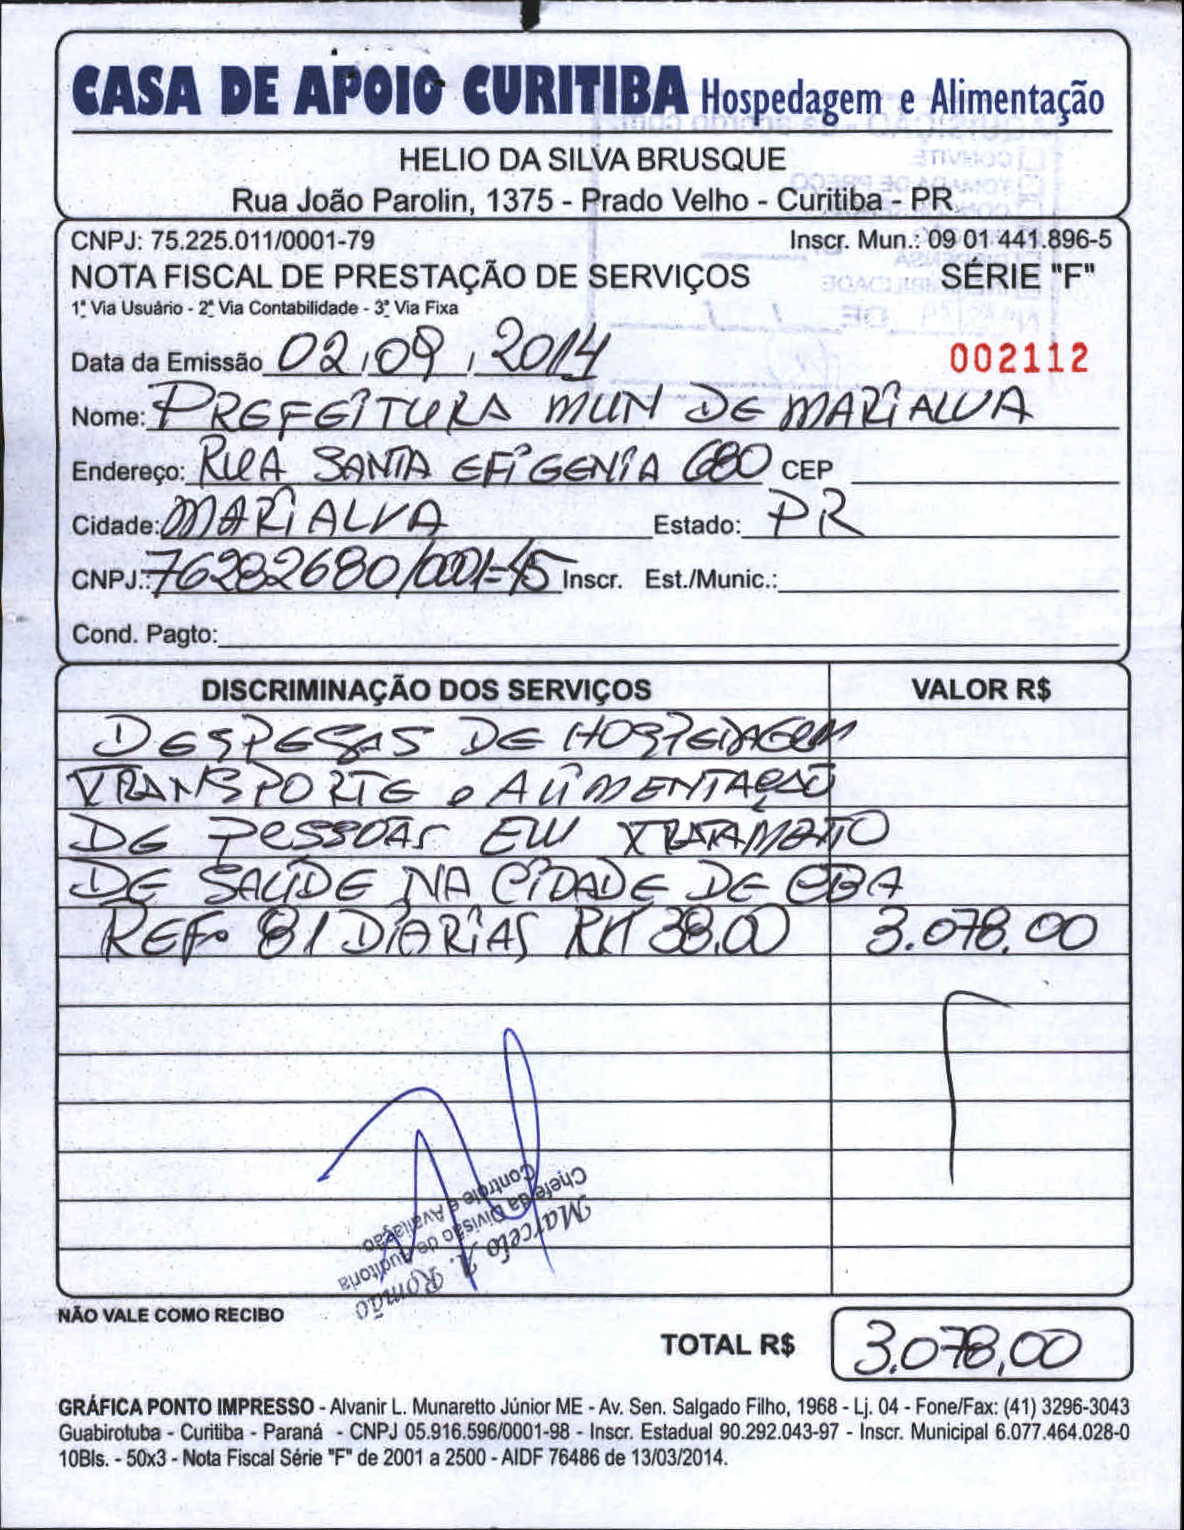 CASA DE APOIO CURITIBA Hospedagem e Alimentação
HELIO DA SILVA BRUSQUE
Rua João Parolin, 1375 - Prado Velho - Curitiba - PR
CNPJ: 75.225.011/0001-79 Inscr. Mun.: 09 01 441.896-5
NOTA FISCAL DE PRESTAÇÃO DE SERVIÇOS SÉRIE "F"
1ª Via Usuário - 2ª Via Contabilidade - 3ª Via Fixa
Data da Emissão 02, 09, 2014 002112
Nome: PREFEITURA MUN DE MARIALVA
Endereço: RUA SANTA EFIGENIA 680 CEP
Cidade: MARIALVA Estado: PR
CNPJ.: 76282680/0001-45 Inscr. Est./Munic.:
Cond. Pagto:
DISCRIMINAÇÃO DOS SERVIÇOS VALOR R$
DESPESAS DE HOSPEDAGEM
TRANSPORTE e ALIMENTAÇÃO
DE PESSOAS EM TRATAMETO
DE SAÚDE NA CIDADE DE CBA
REF. 81 DIARIAS R$ 38,00 3.078,00
Marcelo A. Romão
Chefe da Divisão de Auditoria
Controle e Avaliação
NÃO VALE COMO RECIBO
TOTAL R$ 3.078,00
GRÁFICA PONTO IMPRESSO - Alvanir L. Munaretto Júnior ME - Av. Sen. Salgado Filho, 1968 - Lj. 04 - Fone/Fax: (41) 3296-3043
Guabirotuba - Curitiba - Paraná - CNPJ 05.916.596/0001-98 - Inscr. Estadual 90.292.043-97 - Inscr. Municipal 6.077.464.028-0
10Bls. - 50x3 - Nota Fiscal Série "F" de 2001 a 2500 - AIDF 76486 de 13/03/2014.